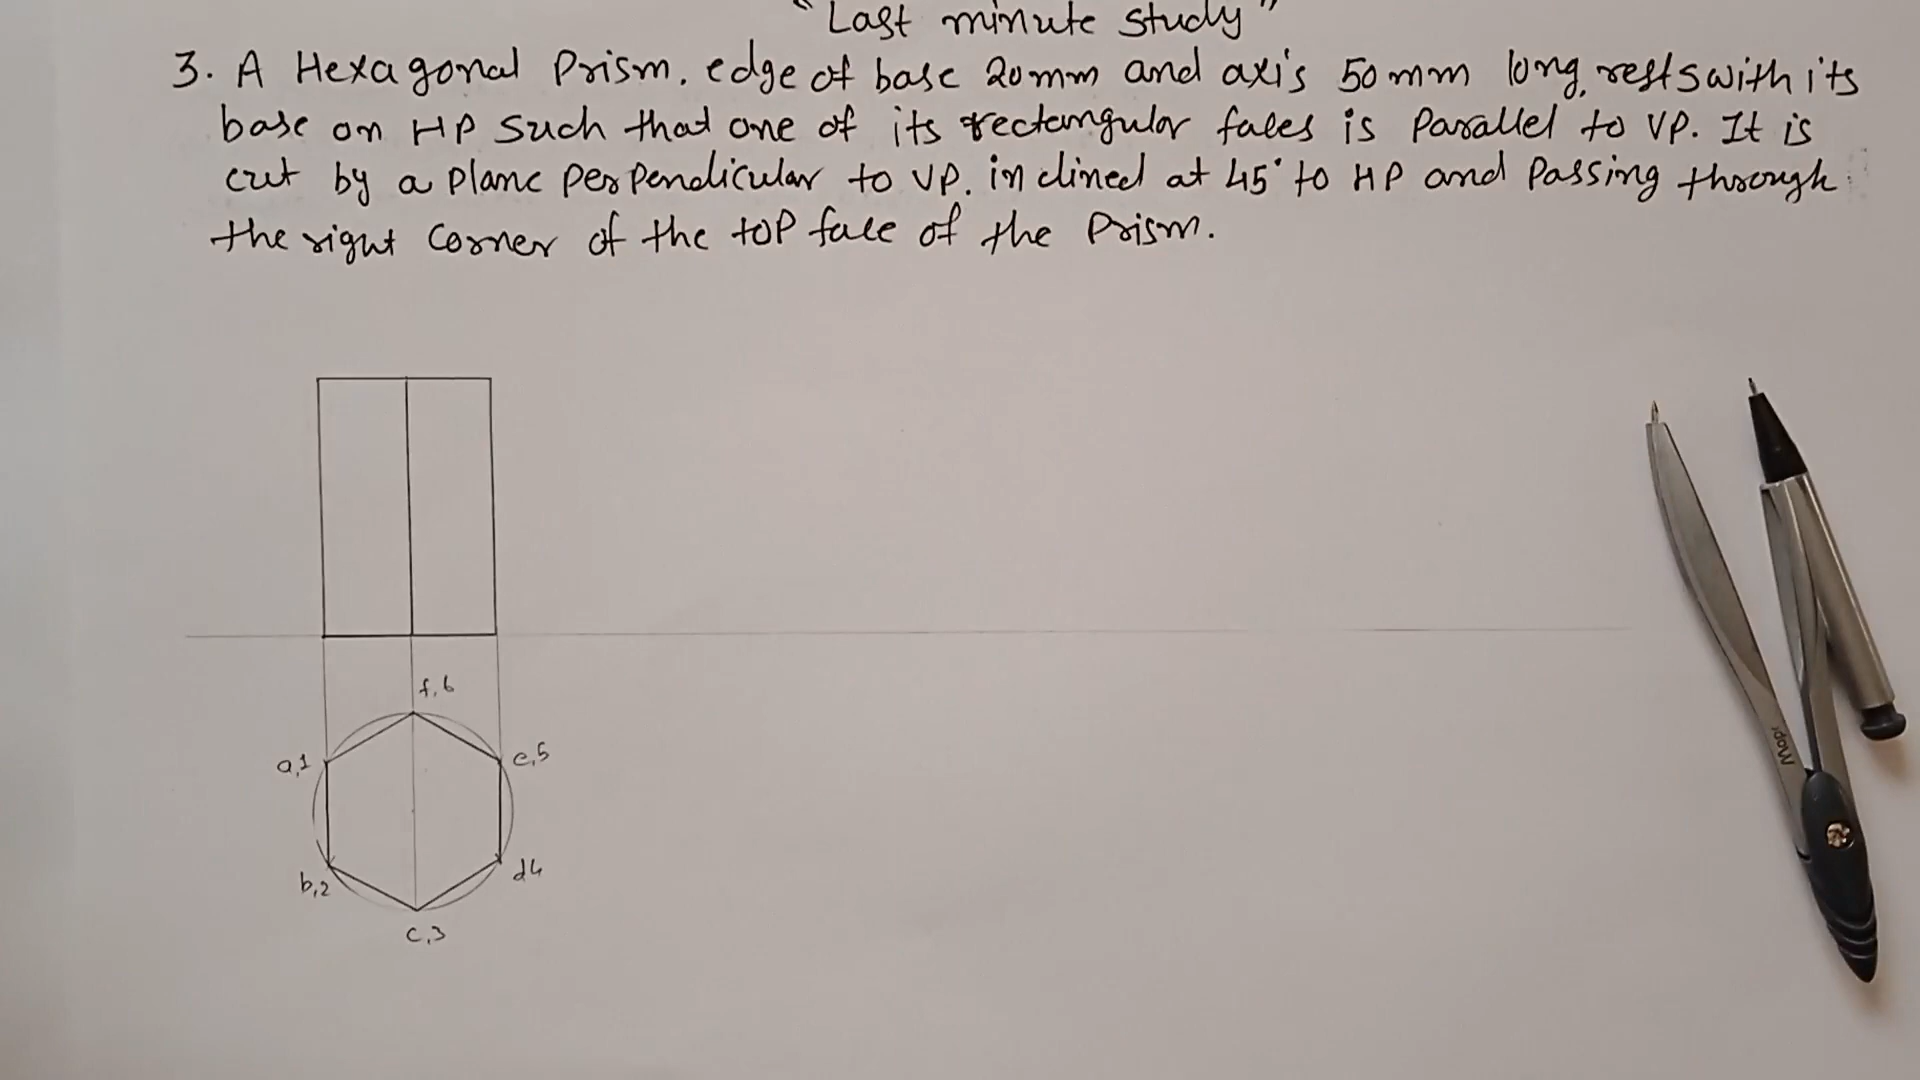 "Last minute study"
3. A Hexagonal Prism, edge of base 20mm and axis 50mm long, rests with its
base on HP such that one of its rectangular faces is Parallel to VP. It is
cut by a plane perpendicular to VP, inclined at 45° to HP and Passing through
the right corner of the top face of the Prism.
f,6
a,1
e,5
b,2
d4
c,3
Mapi